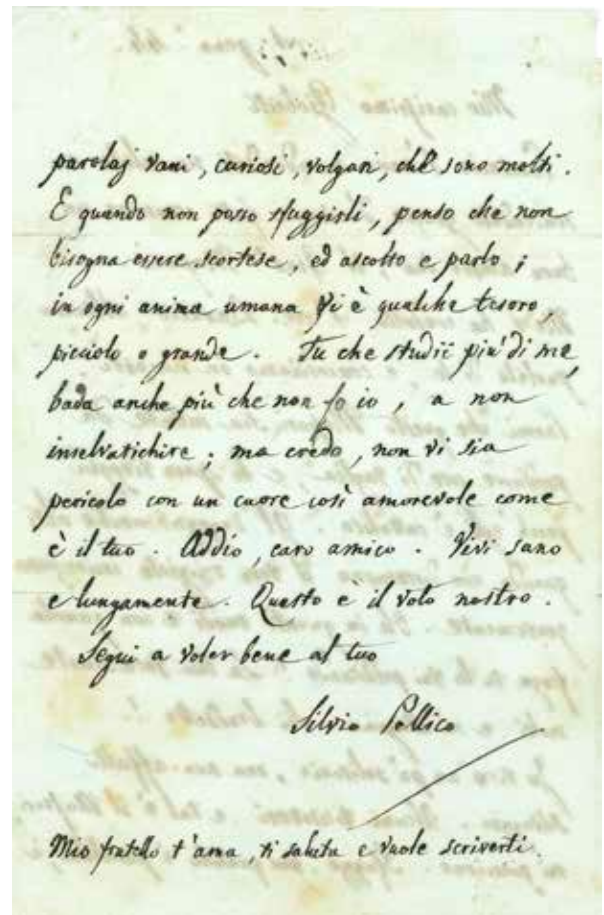 parolaj vani, curiosi, volgari, che sono molti.
E quando non posso sfuggirli, penso che non
bisogna essere scortese, ed ascolto e parlo;
in ogni anima umana vi è qualche tesoro,
picciolo o grande. Tu che studii più di me,
bada anche più che non fo io, a non
inselvatichire; ma credo, non vi sia
pericolo con un cuore così amorevole come
è il tuo. Addio, caro amico. Vivi sano
e lungamente. Questo è il voto nostro.
Segui a voler bene al tuo
Silvio Pellico
Mio fratello t'ama, ti saluta e vuole scriverti.